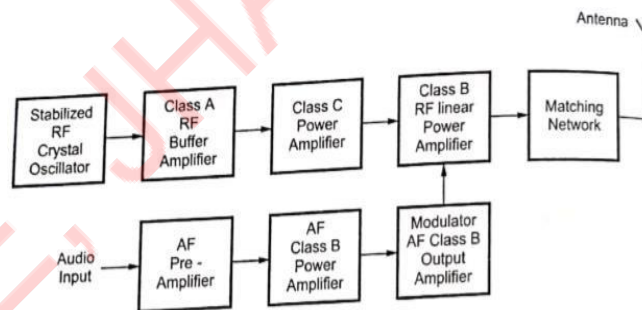 Antenna
Stabilized
RF
Crystal
Oscillator
Class A
RF
Buffer
Amplifier
Class C
Power
Amplifier
Class B
RF linear
Power
Amplifier
Matching
Network
Audio
Input
AF
Pre -
Amplifier
AF
Class B
Power
Amplifier
Modulator
AF Class B
Output
Amplifier